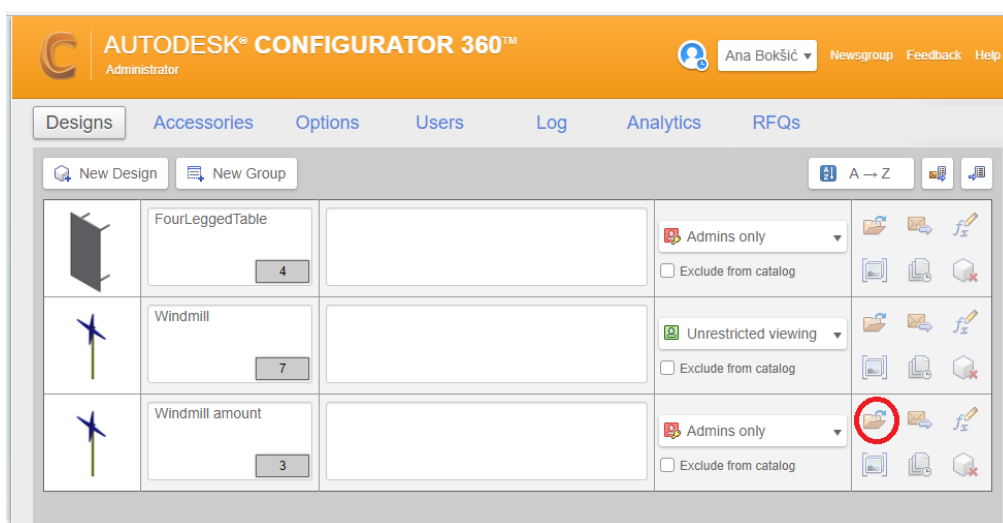 AUTODESK® CONFIGURATOR 360™
Administrator
Ana Bokšić
Newsgroup Feedback Help
Designs Accessories Options Users Log Analytics RFQs
New Design New Group A → Z
FourLeggedTable
Admins only
4
Exclude from catalog
Windmill
Unrestricted viewing
7
Exclude from catalog
Windmill amount
Admins only
3
Exclude from catalog